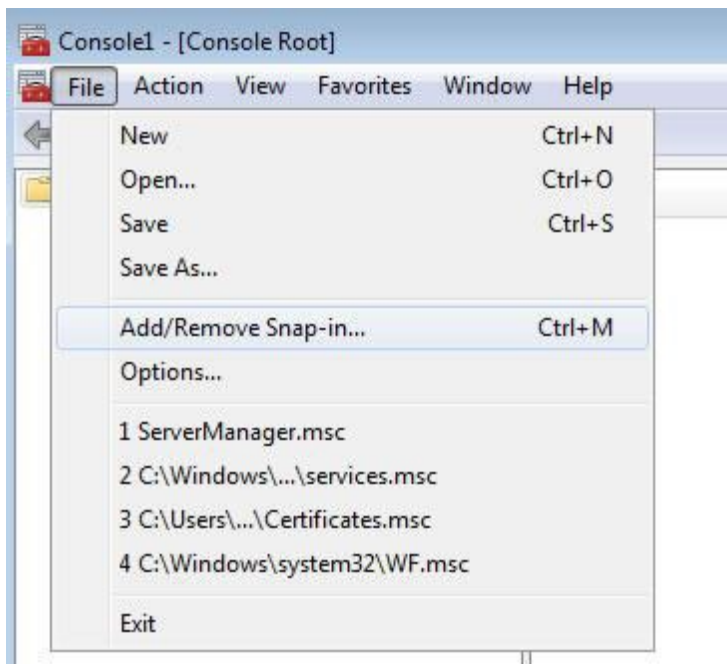 Console1 - [Console Root]
File Action View Favorites Window Help
New Ctrl+N
Open... Ctrl+O
Save Ctrl+S
Save As...
Add/Remove Snap-in... Ctrl+M
Options...
1 ServerManager.msc
2 C:\Windows\...\services.msc
3 C:\Users\...\Certificates.msc
4 C:\Windows\system32\WF.msc
Exit